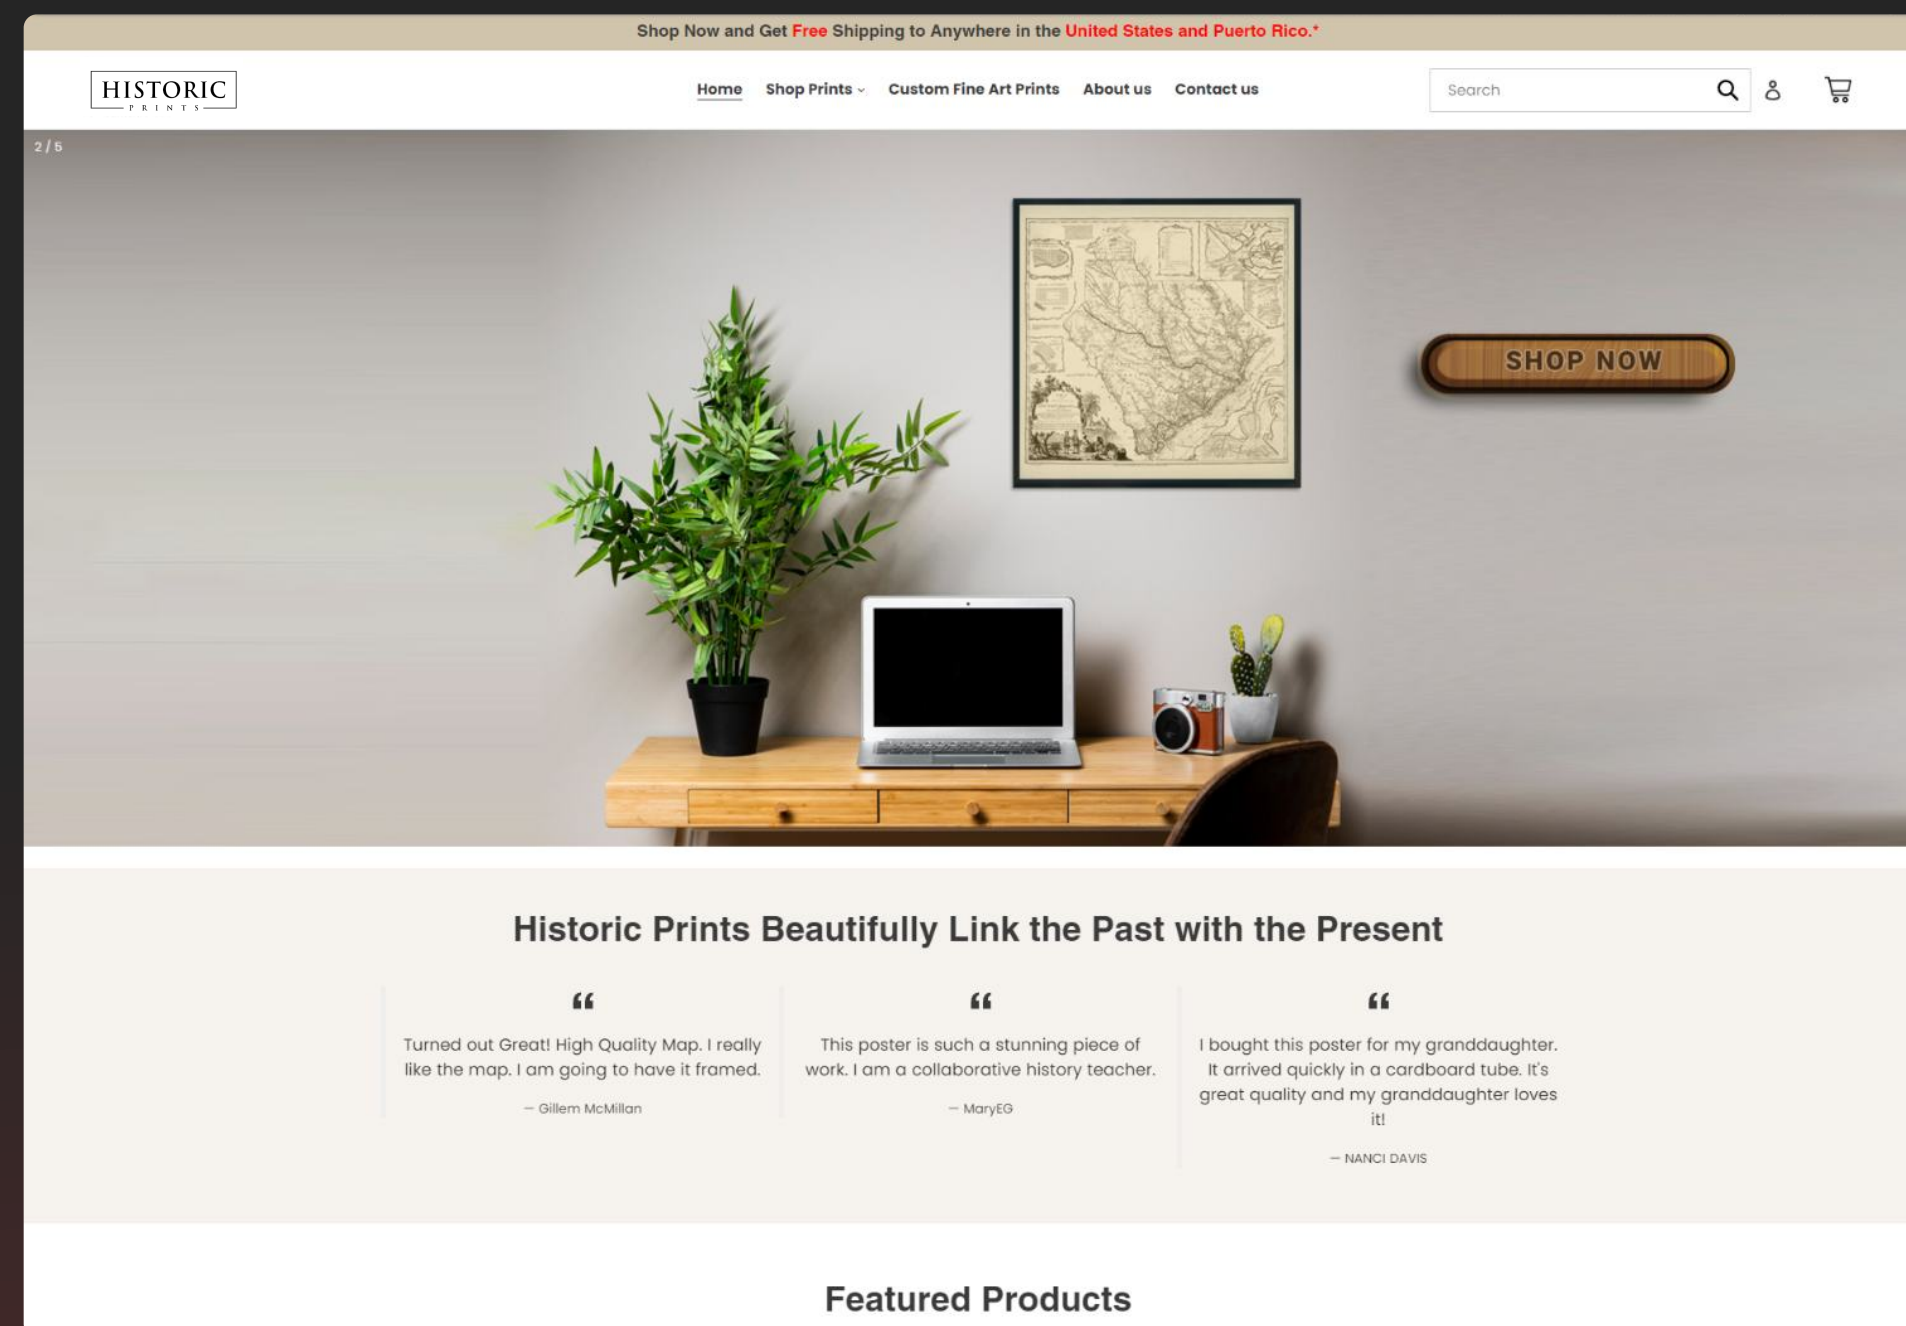 Shop Now and Get Free Shipping to Anywhere in the United States and Puerto Rico.*
HISTORIC
PRINTS
Home
Shop Prints
Custom Fine Art Prints
About us
Contact us
Search
2 / 5
SHOP NOW
Historic Prints Beautifully Link the Past with the Present
“
Turned out Great! High Quality Map. I really
like the map. I am going to have it framed.
— Gillem McMillan
“
This poster is such a stunning piece of
work. I am a collaborative history teacher.
— MaryEG
“
I bought this poster for my granddaughter.
It arrived quickly in a cardboard tube. It's
great quality and my granddaughter loves
it!
— NANCI DAVIS
Featured Products